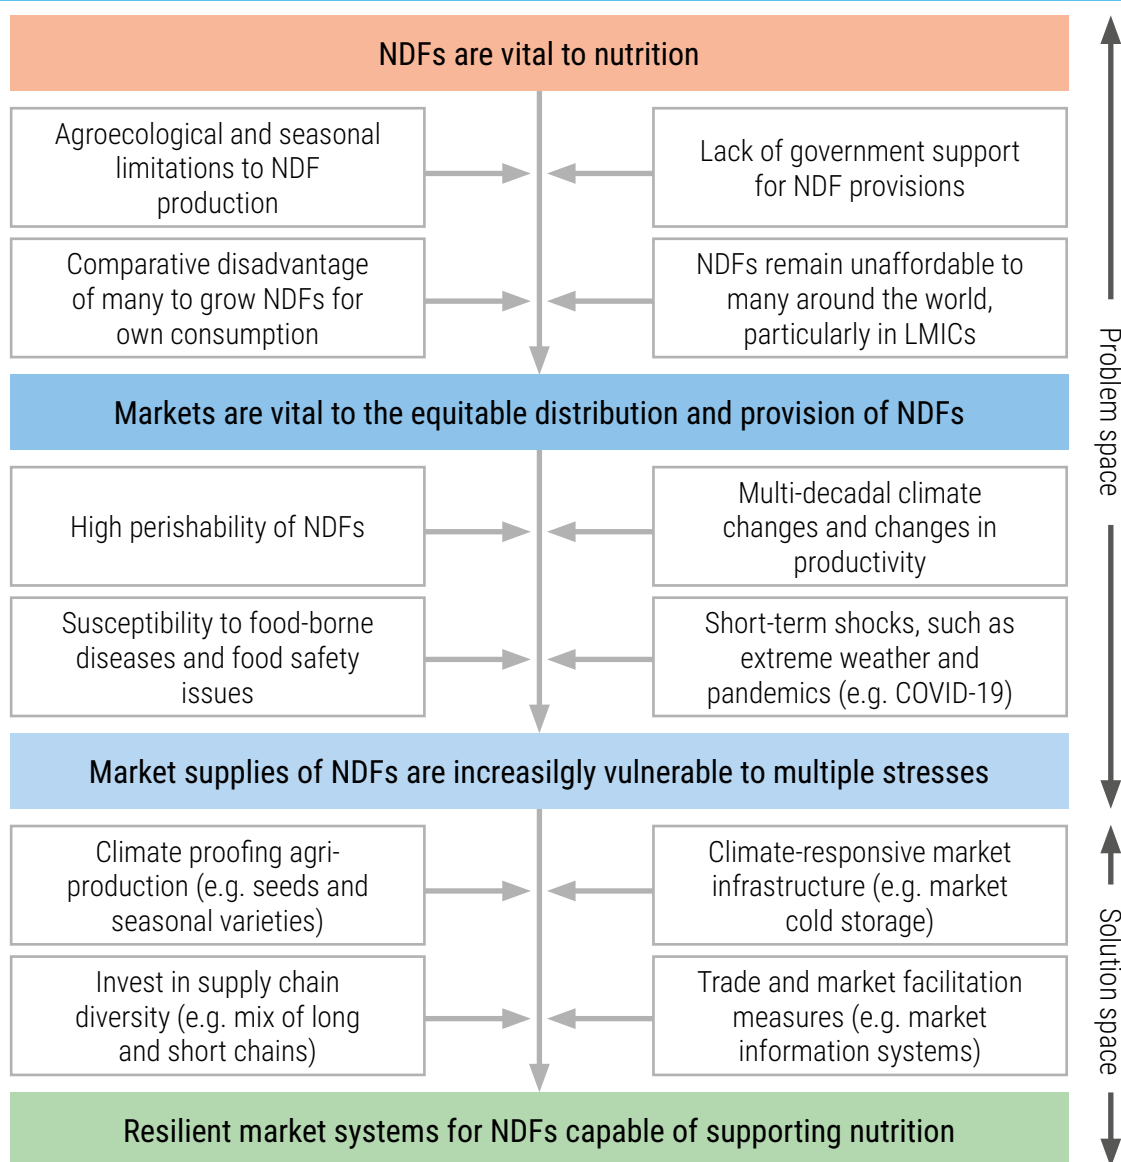 NDFs are vital to nutrition
Agroecological and seasonal
limitations to NDF
production
Lack of government support
for NDF provisions
Comparative disadvantage
of many to grow NDFs for
own consumption
NDFs remain unaffordable to
many around the world,
particularly in LMICs
Markets are vital to the equitable distribution and provision of NDFs
High perishability of NDFs
Multi-decadal climate
changes and changes in
productivity
Susceptibility to food-borne
diseases and food safety
issues
Short-term shocks, such as
extreme weather and
pandemics (e.g. COVID-19)
Market supplies of NDFs are increasilgly vulnerable to multiple stresses
Climate proofing agri-
production (e.g. seeds and
seasonal varieties)
Climate-responsive market
infrastructure (e.g. market
cold storage)
Invest in supply chain
diversity (e.g. mix of long
and short chains)
Trade and market facilitation
measures (e.g. market
information systems)
Resilient market systems for NDFs capable of supporting nutrition
Problem space
Solution space